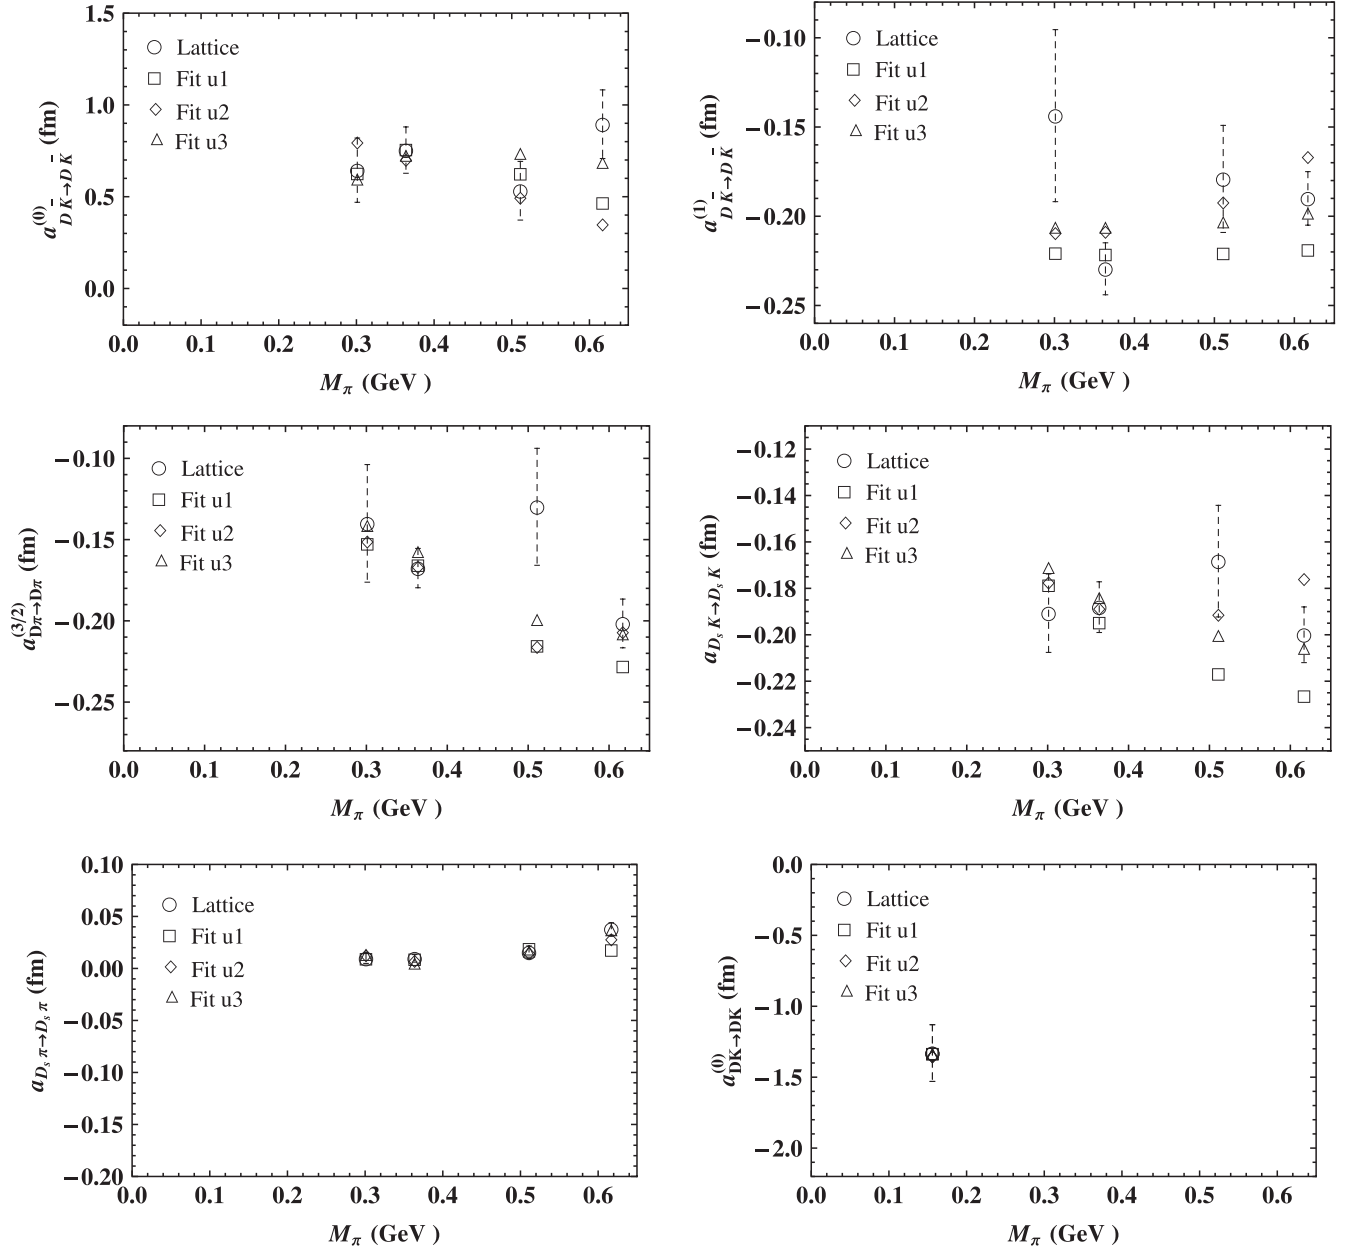 1.5
1.0
0.5
0.0
0.0 0.1 0.2 0.3 0.4 0.5 0.6
Lattice
Fit u1
Fit u2
Fit u3
a^{(0)}_{D\bar{K}→D\bar{K}} (fm)
M_π (GeV )
−0.10
−0.15
−0.20
−0.25
0.0 0.1 0.2 0.3 0.4 0.5 0.6
Lattice
Fit u1
Fit u2
Fit u3
a^{(1)}_{D\bar{K}→D\bar{K}} (fm)
M_π (GeV )
−0.10
−0.15
−0.20
−0.25
0.0 0.1 0.2 0.3 0.4 0.5 0.6
Lattice
Fit u1
Fit u2
Fit u3
a^{(3/2)}_{Dπ→Dπ} (fm)
M_π (GeV )
−0.12
−0.14
−0.16
−0.18
−0.20
−0.22
−0.24
0.0 0.1 0.2 0.3 0.4 0.5 0.6
Lattice
Fit u1
Fit u2
Fit u3
a_{D_s K→D_s K} (fm)
M_π (GeV )
0.10
0.05
0.00
−0.05
−0.10
−0.15
−0.20
0.0 0.1 0.2 0.3 0.4 0.5 0.6
Lattice
Fit u1
Fit u2
Fit u3
a_{D_s π→D_s π} (fm)
M_π (GeV )
0.0
−0.5
−1.0
−1.5
−2.0
0.0 0.1 0.2 0.3 0.4 0.5 0.6
Lattice
Fit u1
Fit u2
Fit u3
a^{(0)}_{DK→DK} (fm)
M_π (GeV )